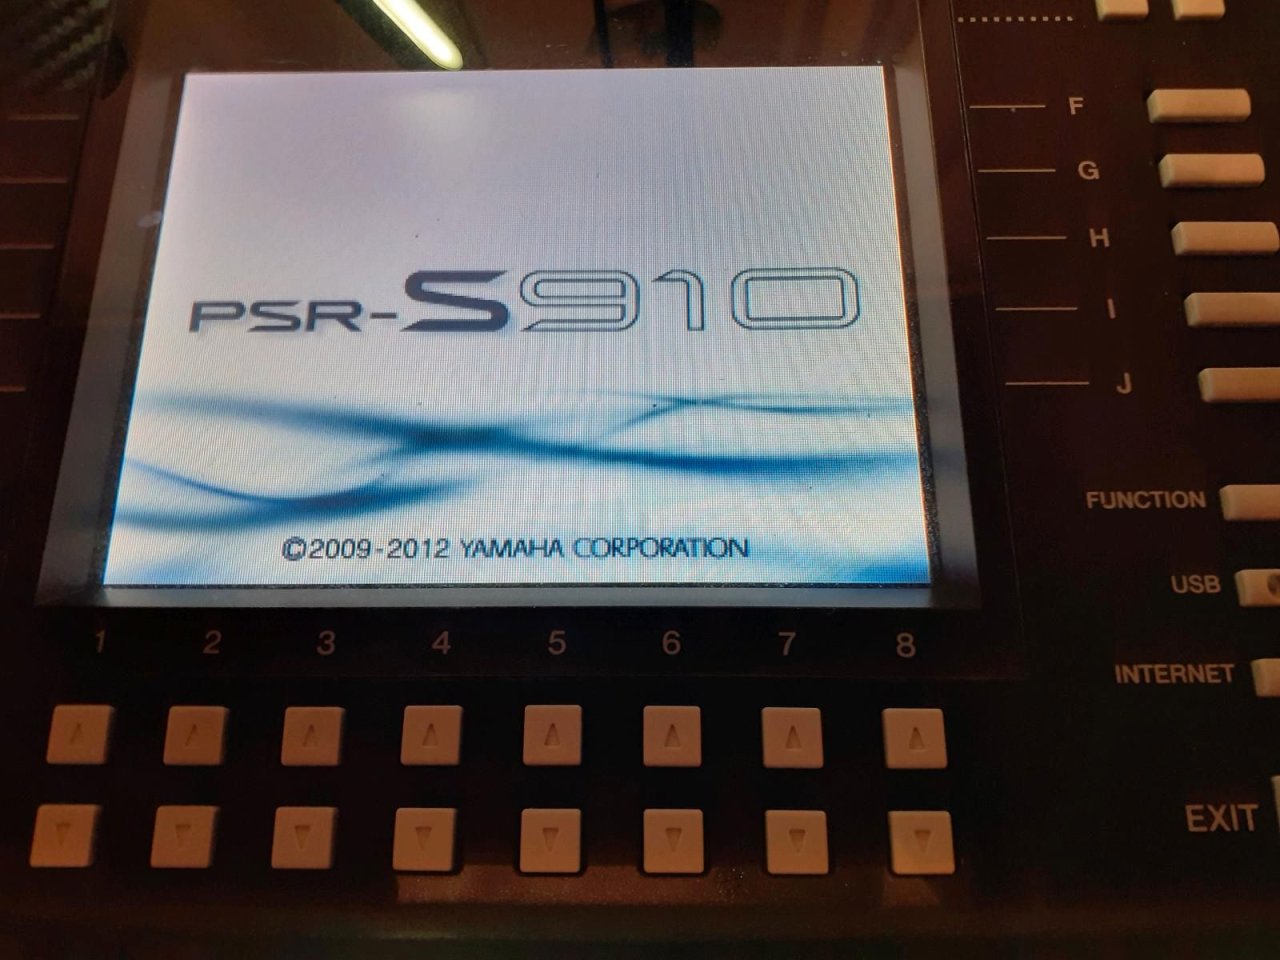 F
G
H
I
J
PSR-S910
©2009-2012 YAMAHA CORPORATION
FUNCTION
USB
INTERNET
EXIT
1 2 3 4 5 6 7 8